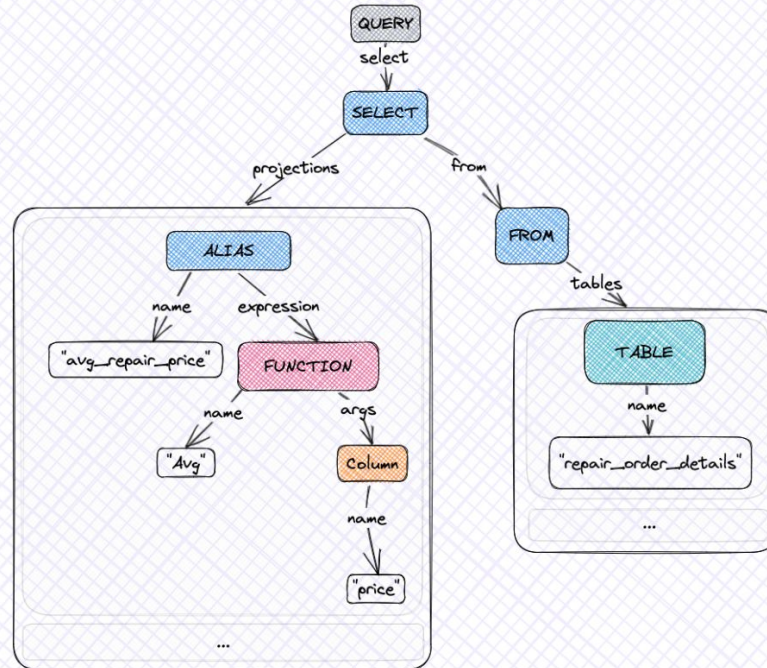 QUERY
select
SELECT
projections
from
ALIAS
FROM
name
expression
tables
"avg_repair_price"
FUNCTION
TABLE
name
args
name
"Avg"
Column
"repair_order_details"
name
...
"price"
...